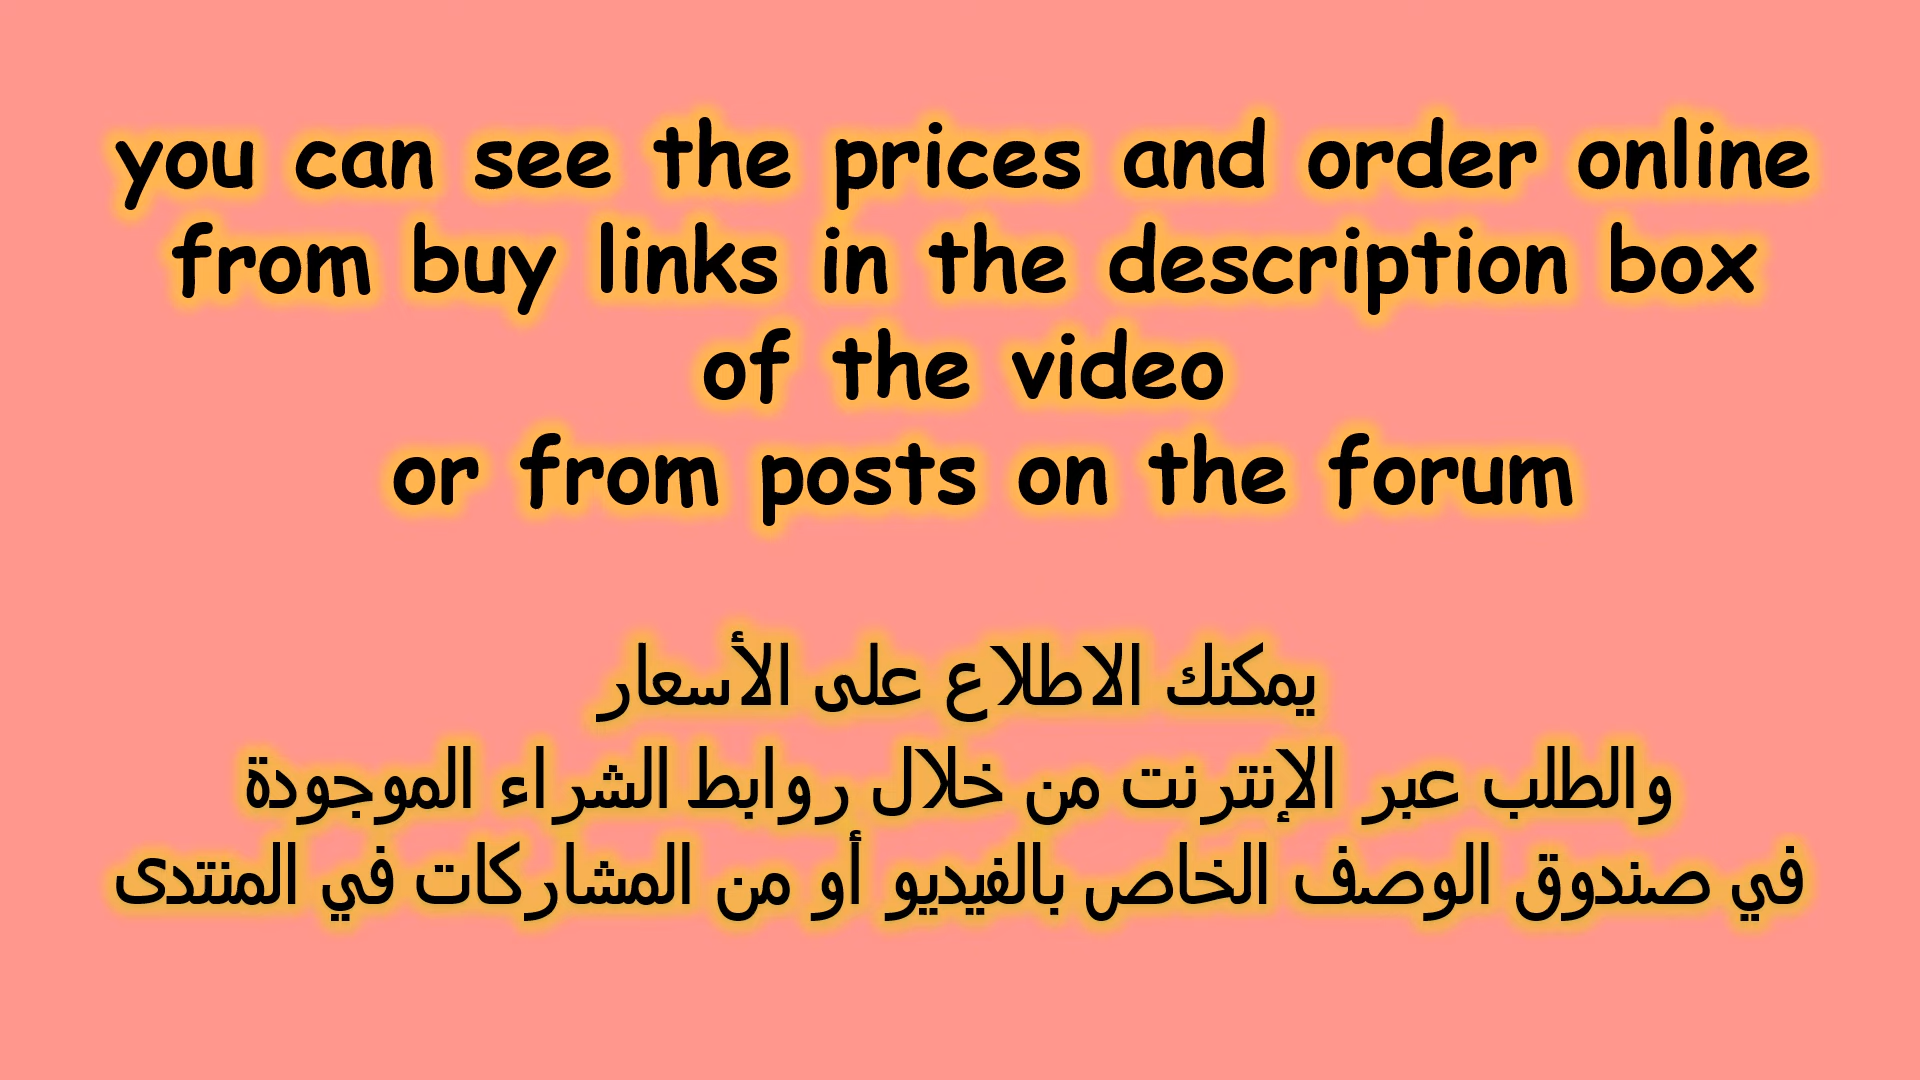 you can see the prices and order online
from buy links in the description box
of the video
or from posts on the forum
يمكنك الاطلاع على الأسعار
والطلب عبر الإنترنت من خلال روابط الشراء الموجودة
في صندوق الوصف الخاص بالفيديو أو من المشاركات في المنتدى